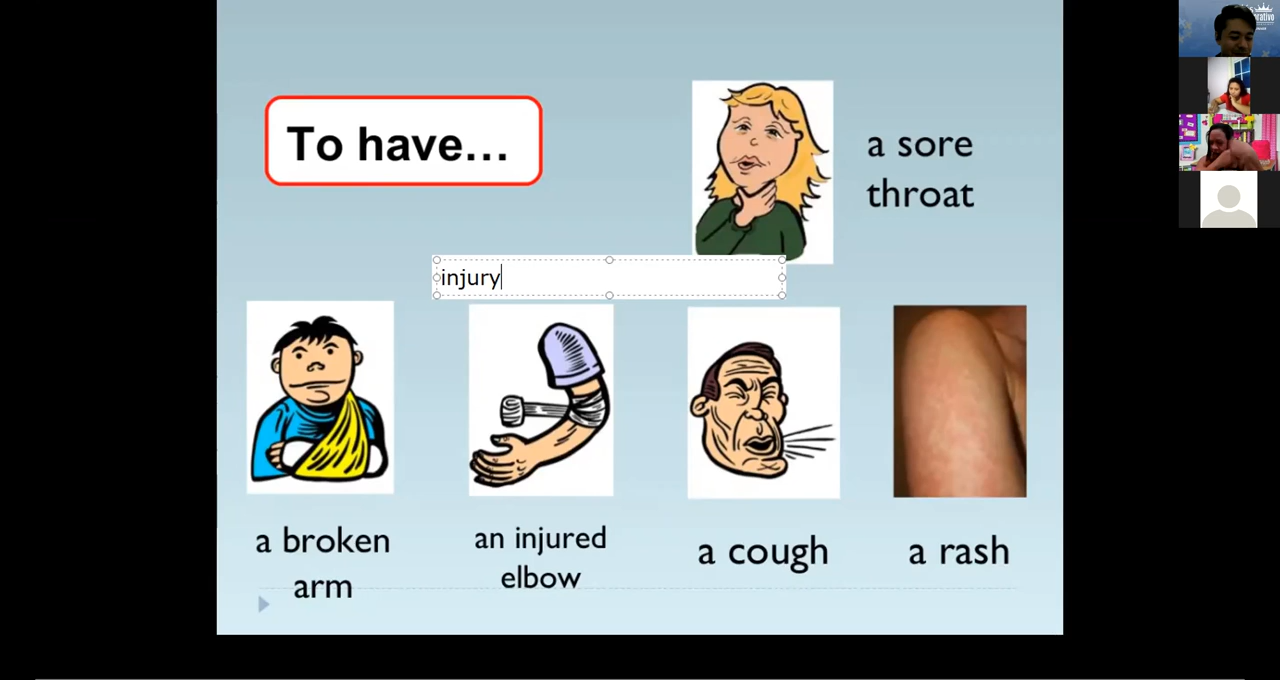 To have...
a sore
throat
injury
a broken
arm
an injured
elbow
a cough
a rash